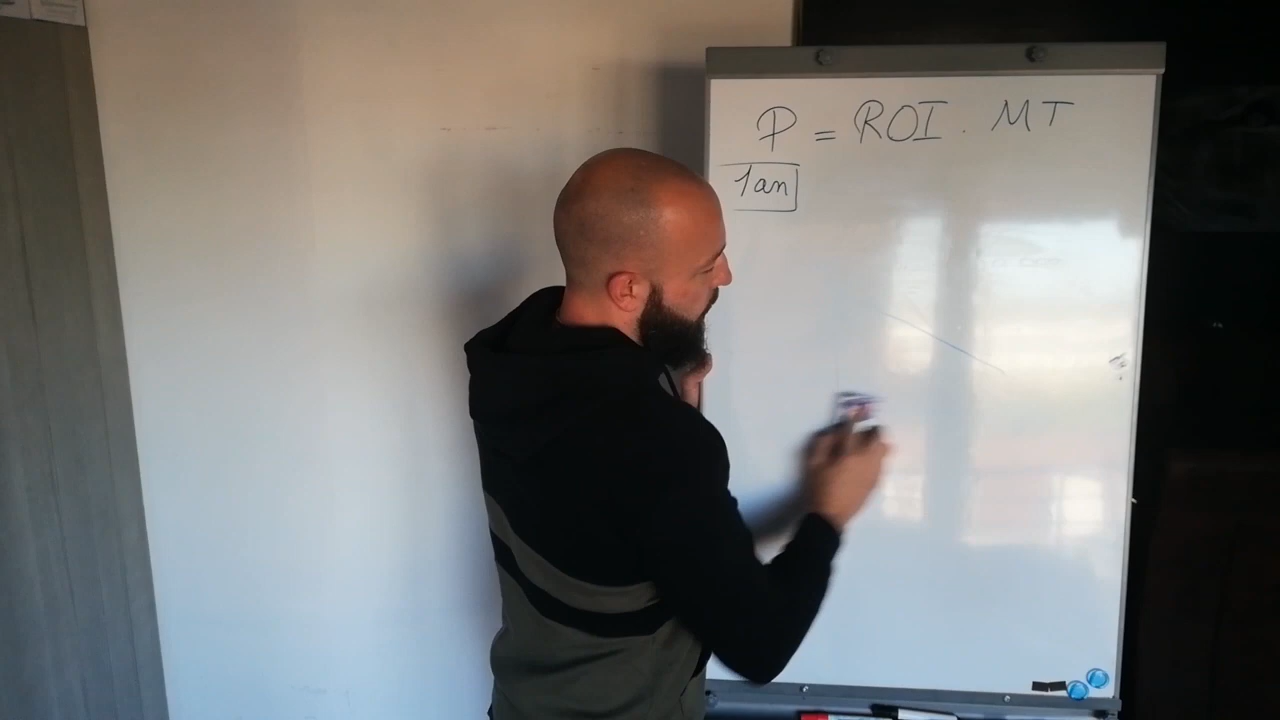 P = ROI . MT
1an